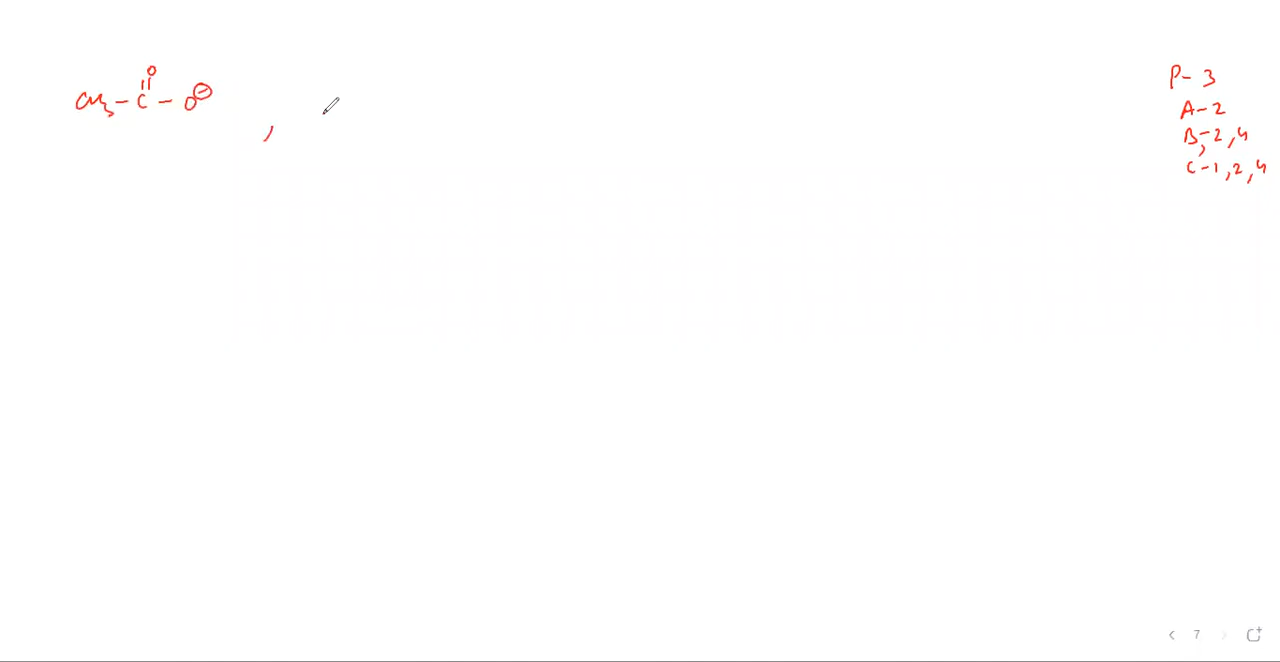 O
CH3 - C - O⊖
,
P - 3
A - 2
B - 2, 4
C - 1, 2, 4
7